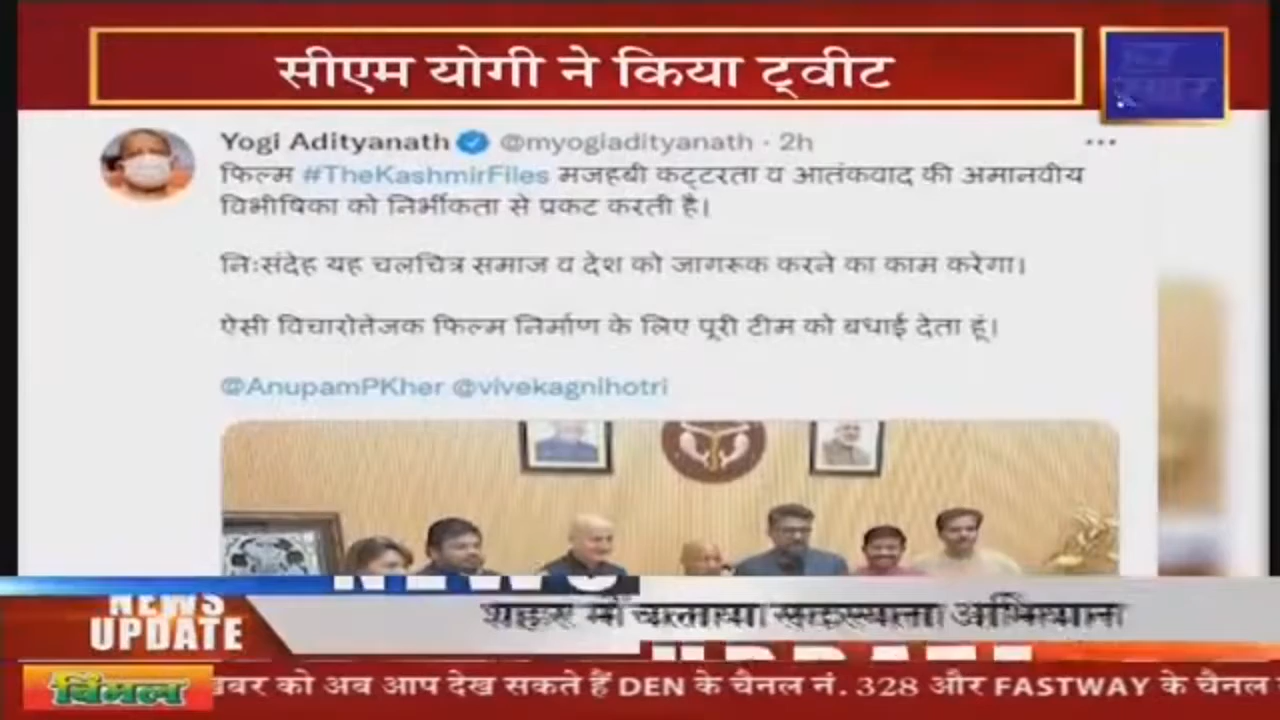 सीएम योगी ने किया ट्वीट
Yogi Adityanath @myogiadityanath · 2h
फिल्म #TheKashmirFiles मजहबी कट्टरता व आतंकवाद की अमानवीय
विभीषिका को निर्भीकता से प्रकट करती है।
निःसंदेह यह चलचित्र समाज व देश को जागरूक करने का काम करेगा।
ऐसी विचारोत्तेजक फिल्म निर्माण के लिए पूरी टीम को बधाई देता हूं।
@AnupamPKher @vivekagnihotri
NEWS
UPDATE
शहर में चलाया सदस्यता अभियान
विमल
खबर को अब आप देख सकते हैं DEN के चैनल नं. 328 और FASTWAY के चैनल